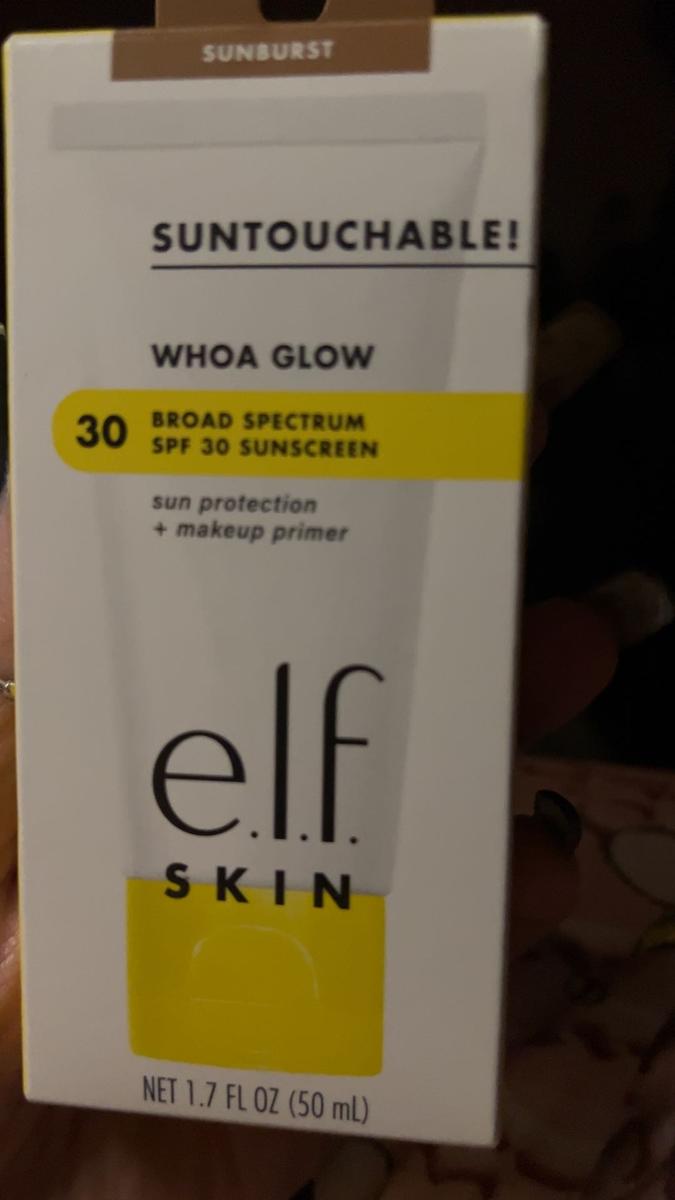 SUNBURST
SUNTOUCHABLE!
WHOA GLOW
30
BROAD SPECTRUM
SPF 30 SUNSCREEN
sun protection
+ makeup primer
e.l.f.
SKIN
NET 1.7 FL OZ (50 mL)